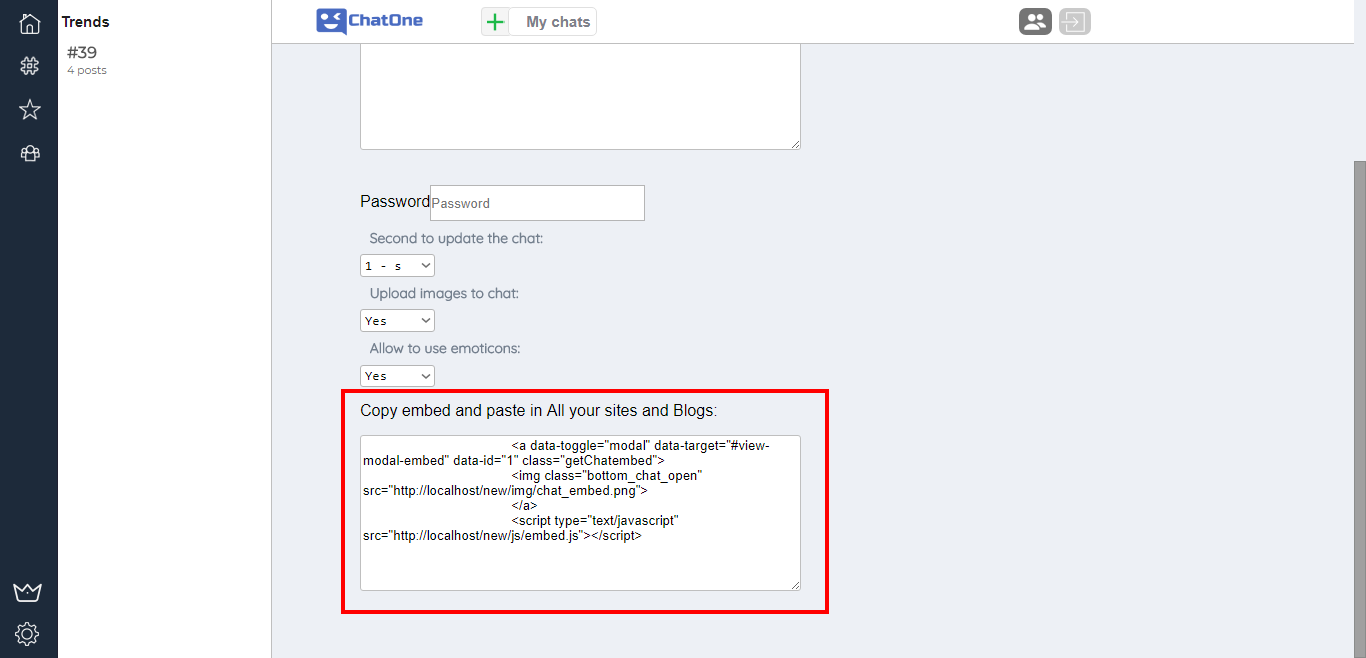 Trends
#39
4 posts
ChatOne
My chats
Password
Password
Second to update the chat:
1 - s
Upload images to chat:
Yes
Allow to use emoticons:
Yes
Copy embed and paste in All your sites and Blogs:
<a data-toggle="modal" data-target="#view-
modal-embed" data-id="1" class="getChatembed">
<img class="bottom_chat_open"
src="http://localhost/new/img/chat_embed.png">
</a>
<script type="text/javascript"
src="http://localhost/new/js/embed.js"></script>